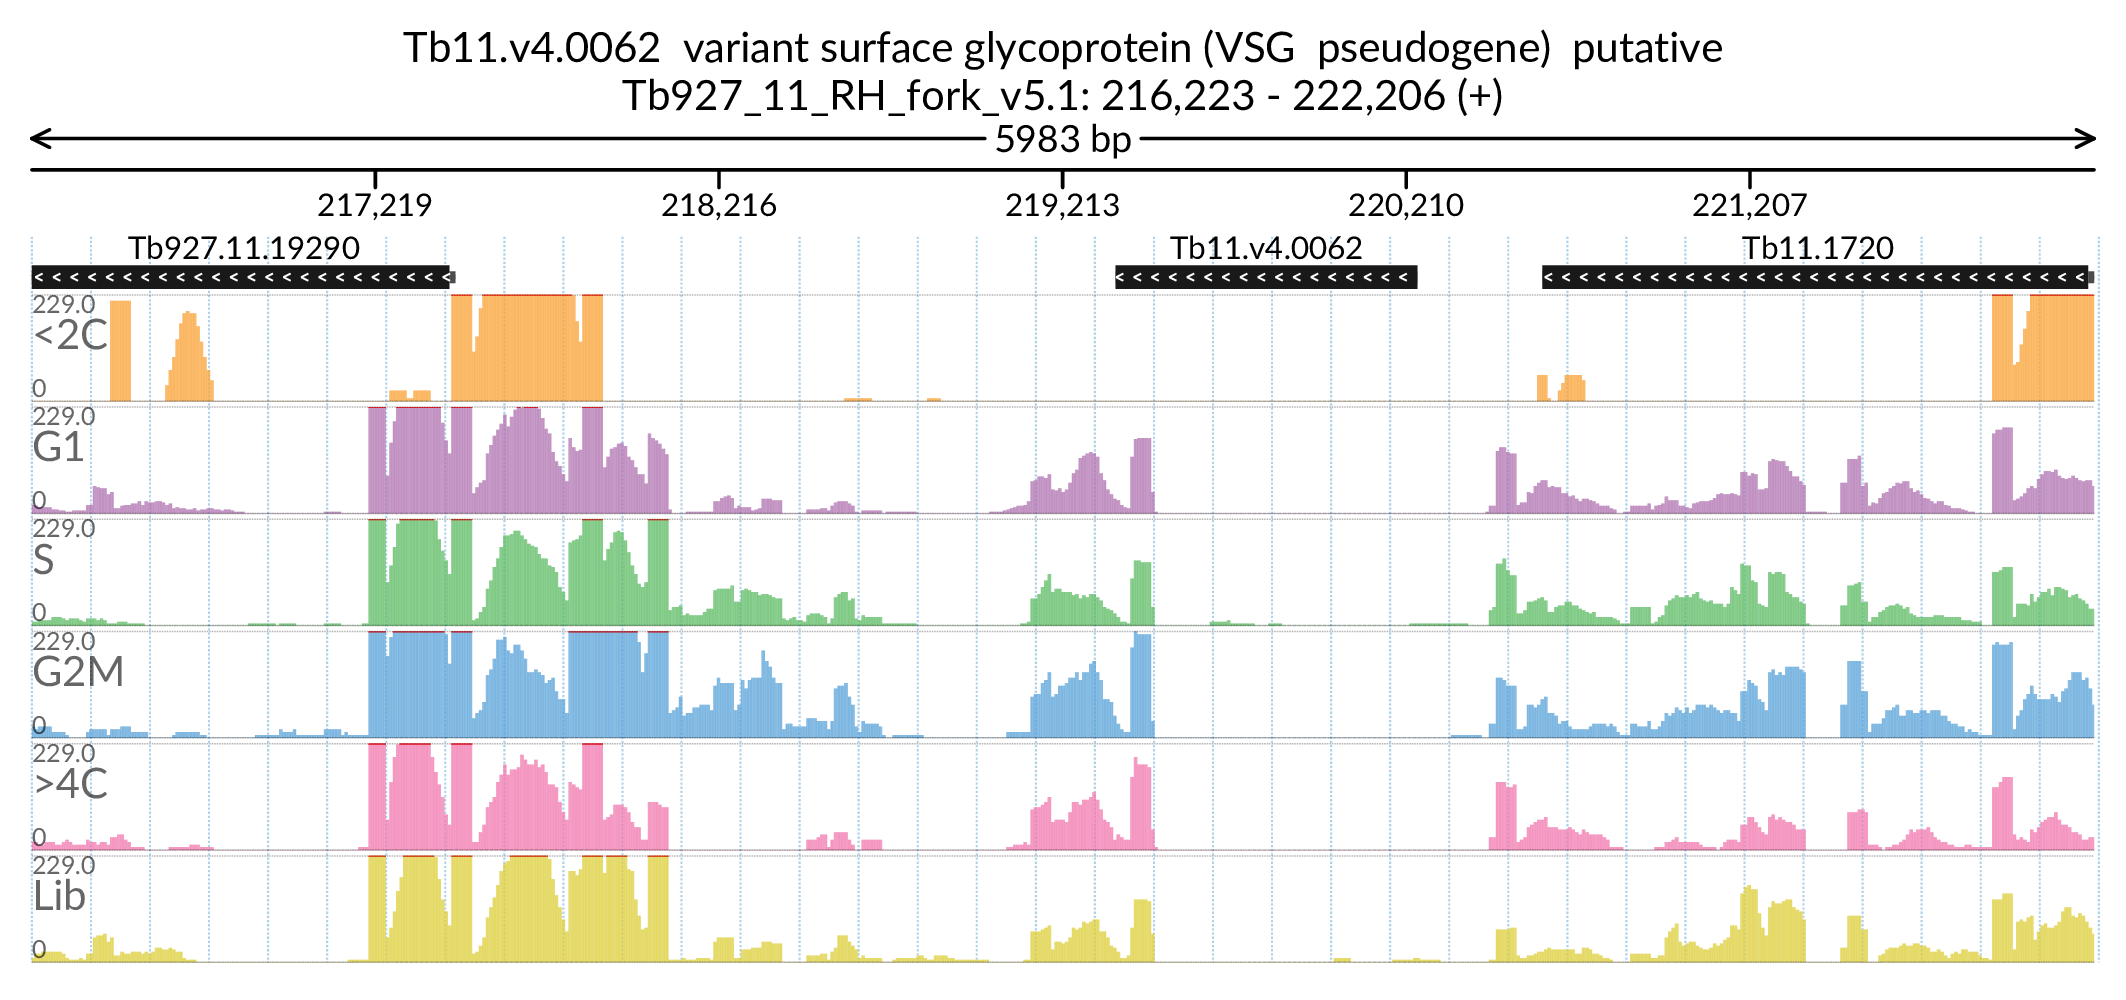 Tb11.v4.0062  variant surface glycoprotein (VSG  pseudogene)  putative
Tb927_11_RH_fork_v5.1: 216,223 - 222,206 (+)
5983 bp
217,219 218,216 219,213 220,210 221,207
Tb927.11.19290 Tb11.v4.0062 Tb11.1720
229.0
<2C
0
229.0
G1
0
229.0
S
0
229.0
G2M
0
229.0
>4C
0
229.0
Lib
0